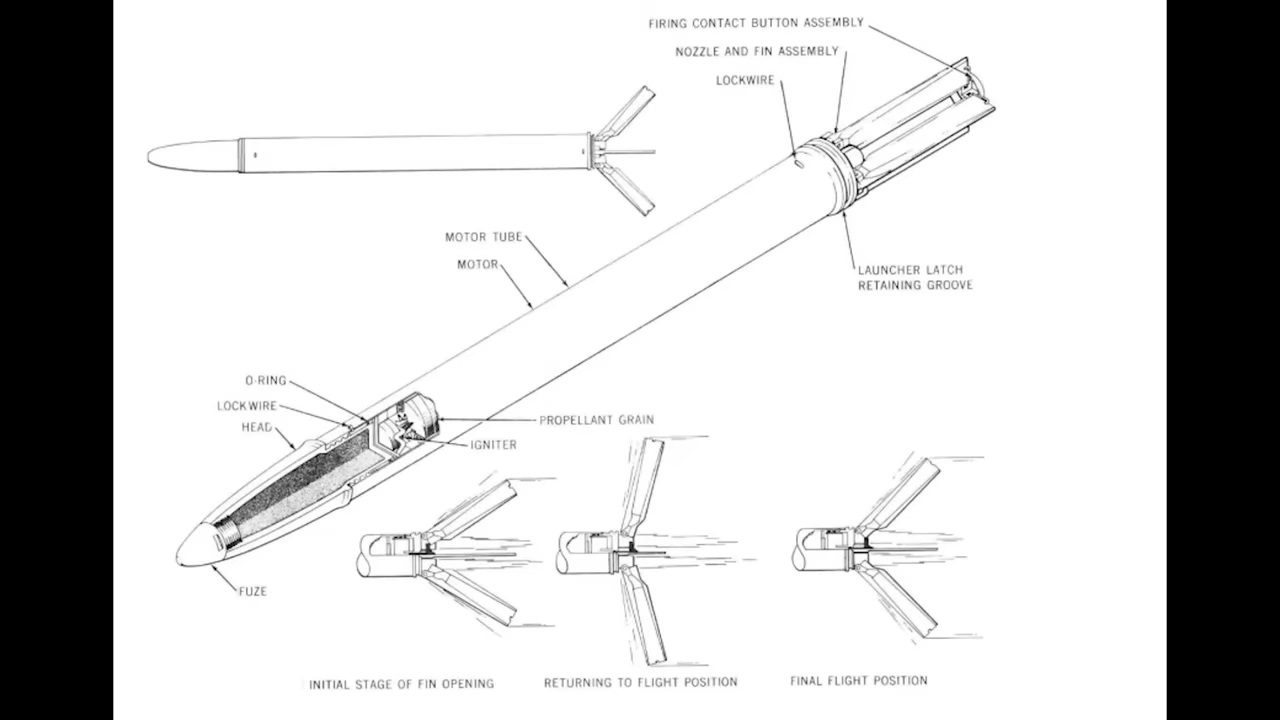 FIRING CONTACT BUTTON ASSEMBLY
NOZZLE AND FIN ASSEMBLY
LOCKWIRE
MOTOR TUBE
MOTOR
LAUNCHER LATCH
RETAINING GROOVE
O-RING
LOCKWIRE
HEAD
PROPELLANT GRAIN
IGNITER
FUZE
INITIAL STAGE OF FIN OPENING
RETURNING TO FLIGHT POSITION
FINAL FLIGHT POSITION